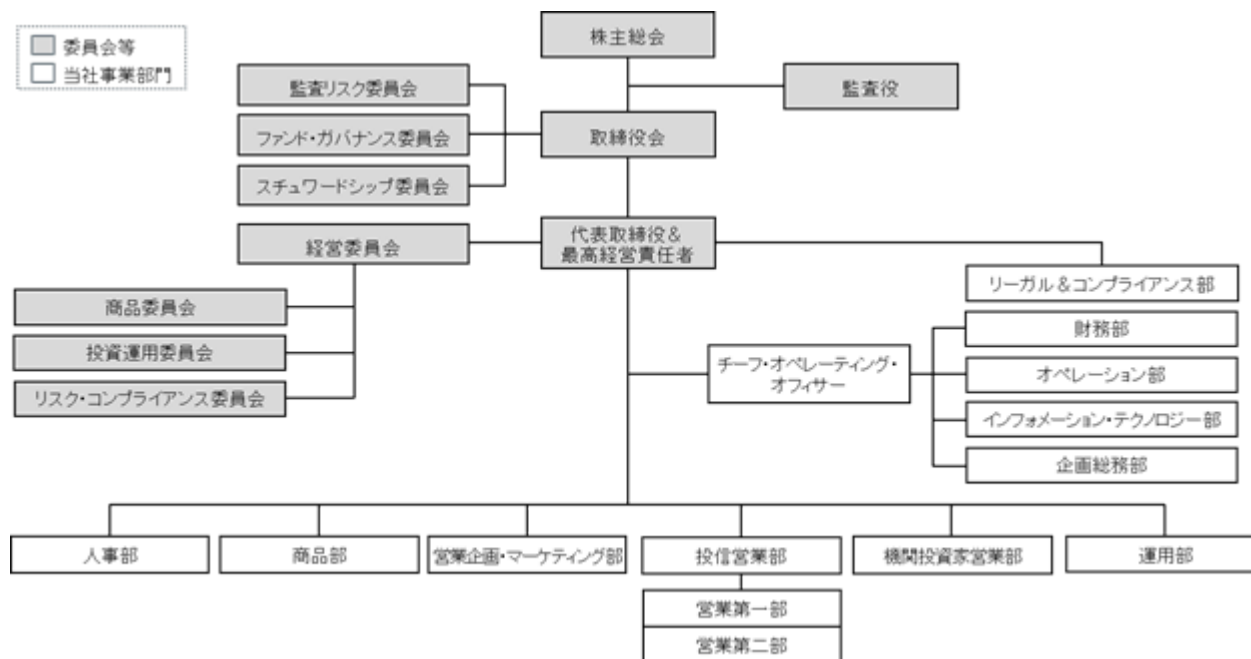 委員会等
当社事業部門
株主総会
監査役
監査リスク委員会
ファンド・ガバナンス委員会
スチュワードシップ委員会
取締役会
代表取締役＆
最高経営責任者
経営委員会
商品委員会
投資運用委員会
リスク・コンプライアンス委員会
リーガル＆コンプライアンス部
チーフ・オペレーティング・
オフィサー
財務部
オペレーション部
インフォメーション・テクノロジー部
企画総務部
人事部
商品部
営業企画・マーケティング部
投信営業部
機関投資家営業部
運用部
営業第一部
営業第二部